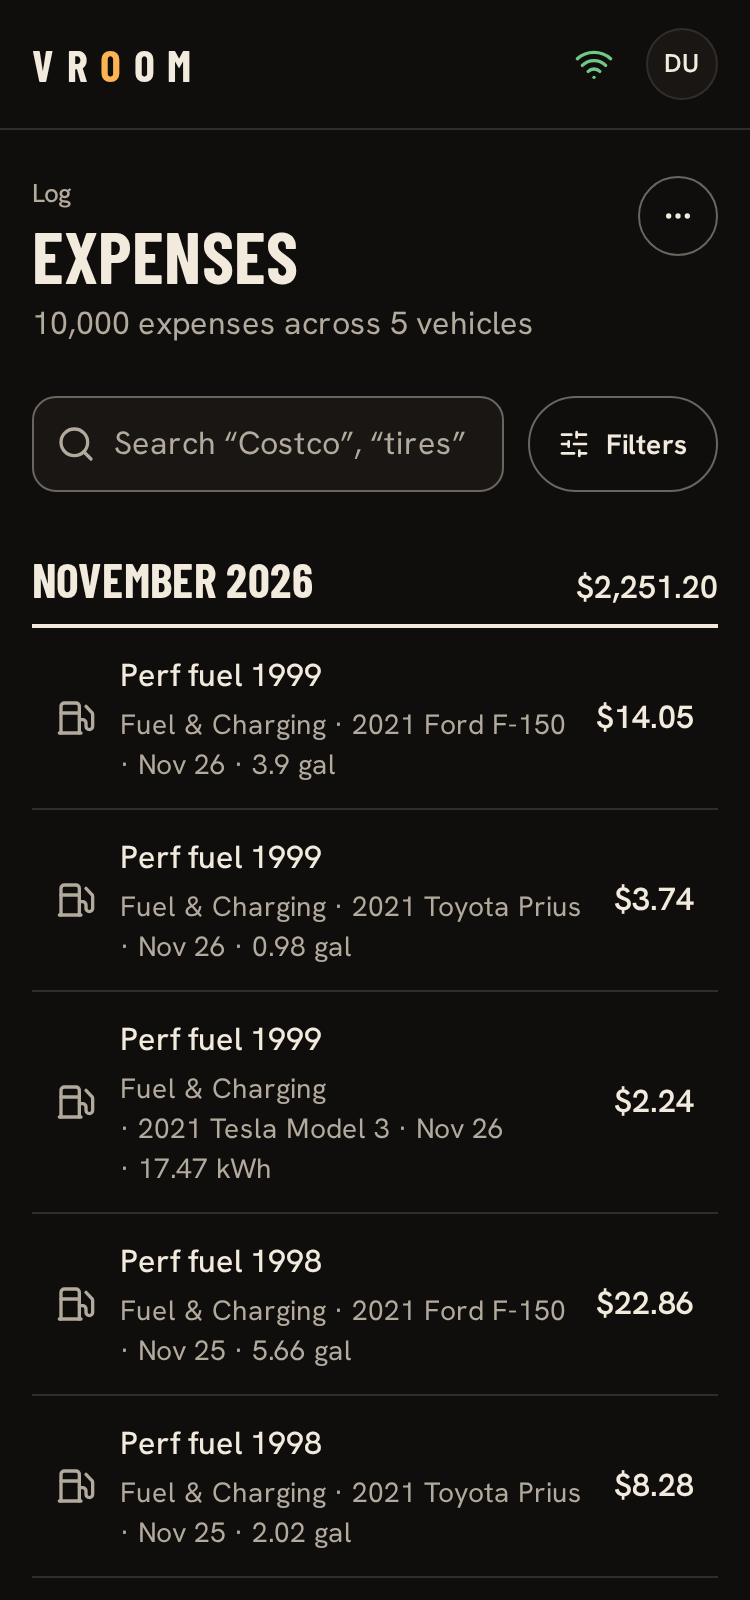 VROOM
DU
Log
EXPENSES
10,000 expenses across 5 vehicles
Search “Costco”, “tires”
Filters
NOVEMBER 2026
$2,251.20
Perf fuel 1999
Fuel & Charging · 2021 Ford F-150
· Nov 26 · 3.9 gal
$14.05
Perf fuel 1999
Fuel & Charging · 2021 Toyota Prius
· Nov 26 · 0.98 gal
$3.74
Perf fuel 1999
Fuel & Charging
· 2021 Tesla Model 3 · Nov 26
· 17.47 kWh
$2.24
Perf fuel 1998
Fuel & Charging · 2021 Ford F-150
· Nov 25 · 5.66 gal
$22.86
Perf fuel 1998
Fuel & Charging · 2021 Toyota Prius
· Nov 25 · 2.02 gal
$8.28